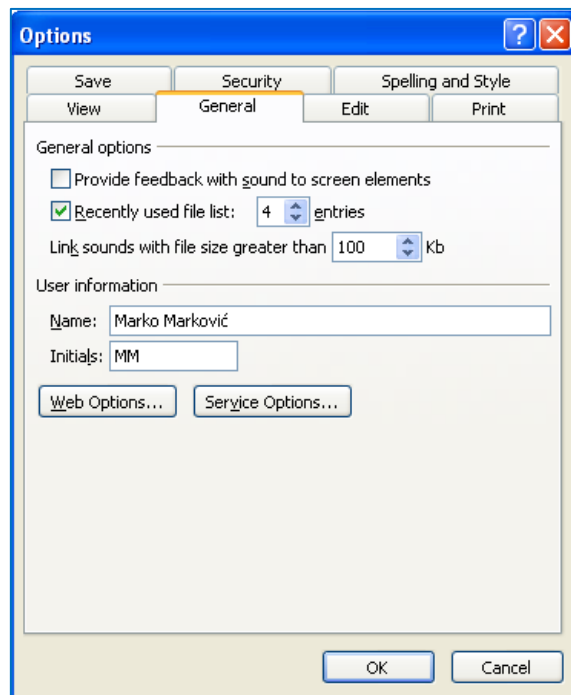 Options
Save Security Spelling and Style
View General Edit Print
General options
Provide feedback with sound to screen elements
Recently used file list: 4 entries
Link sounds with file size greater than 100 Kb
User information
Name: Marko Marković
Initials: MM
Web Options... Service Options...
OK Cancel